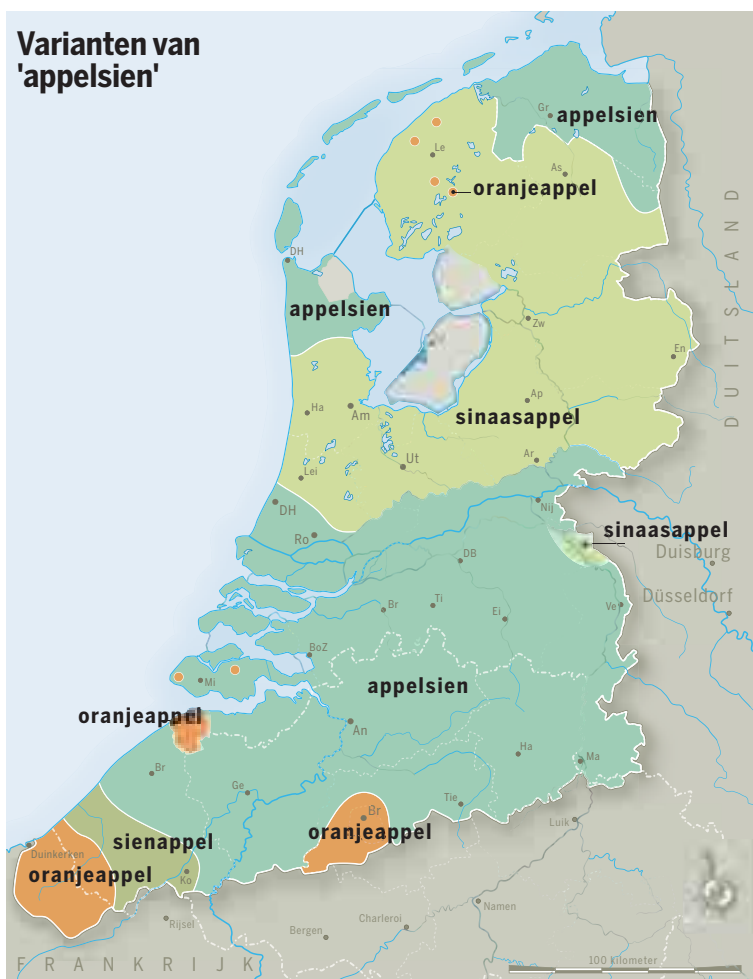 Varianten van
'appelsien'
Gr
appelsien
Le
As
oranjeappel
DUITSLAND
DH
appelsien
Zw
En
Ha
Am
Ap
sinaasappel
Lei
Ut
Ar
DH
Nij
Ro
sinaasappel
Duisburg
DB
Düsseldorf
Br
Ti
Ei
Ve
BoZ
Mi
appelsien
oranjeappel
An
Br
Ha
Ma
Ge
Tie
Br
oranjeappel
Luik
sienappel
Duinkerken
oranjeappel
Ko
Namen
Rijsel
Bergen
Charleroi
FRANKRIJK
100 kilometer